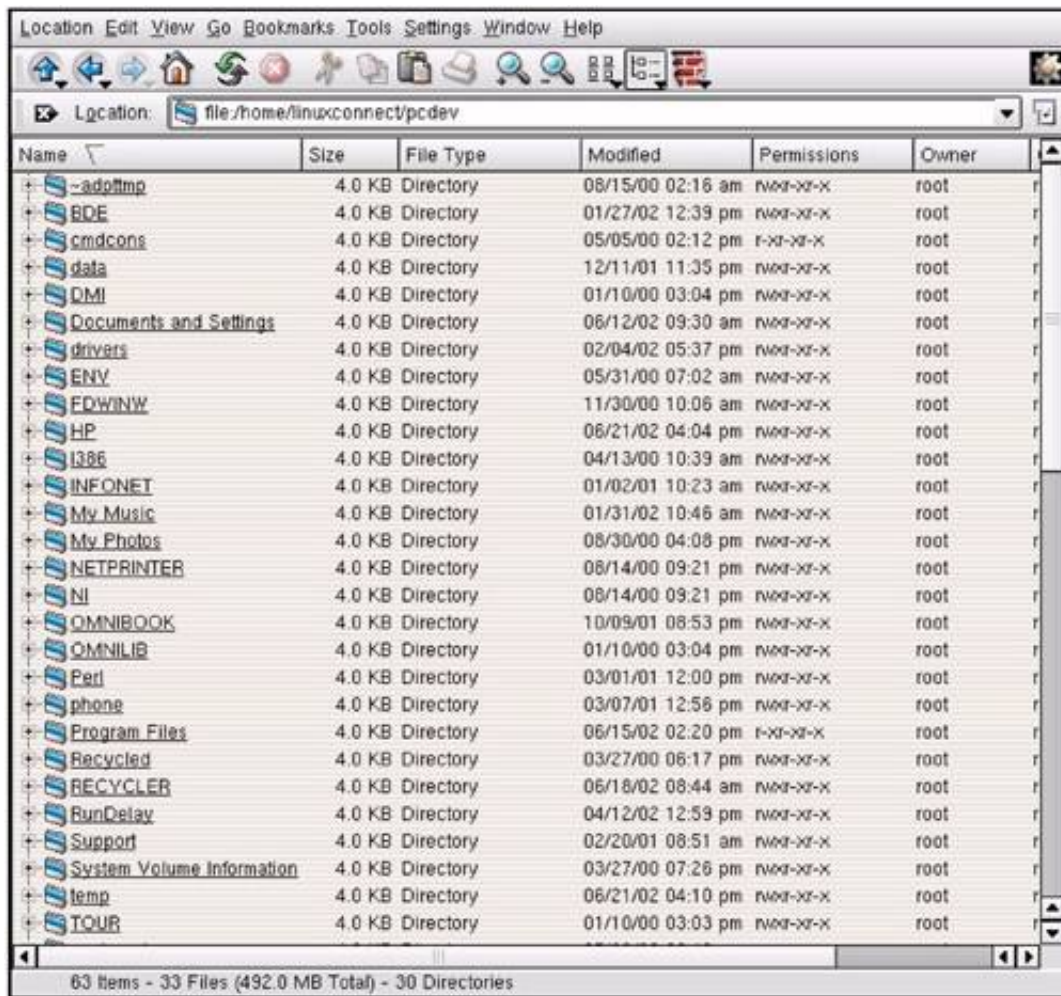 Location Edit View Go Bookmarks Tools Settings Window Help
Location: file:/home/linuxconnect/pcdev
Name Size File Type Modified Permissions Owner
~adpttmp 4.0 KB Directory 08/15/00 02:16 am rwxr-xr-x root r
BDE 4.0 KB Directory 01/27/02 12:39 pm rwxr-xr-x root r
cmdcons 4.0 KB Directory 05/05/00 02:12 pm r-xr-xr-x root r
data 4.0 KB Directory 12/11/01 11:35 pm rwxr-xr-x root r
DMI 4.0 KB Directory 01/10/00 03:04 pm rwxr-xr-x root r
Documents and Settings 4.0 KB Directory 06/12/02 09:30 am rwxr-xr-x root r
drivers 4.0 KB Directory 02/04/02 05:37 pm rwxr-xr-x root r
ENV 4.0 KB Directory 05/31/00 07:02 am rwxr-xr-x root r
FDWINW 4.0 KB Directory 11/30/00 10:06 am rwxr-xr-x root r
HP 4.0 KB Directory 06/21/02 04:04 pm rwxr-xr-x root r
I386 4.0 KB Directory 04/13/00 10:39 am rwxr-xr-x root r
INFONET 4.0 KB Directory 01/02/01 10:23 am rwxr-xr-x root r
My Music 4.0 KB Directory 01/31/02 10:46 am rwxr-xr-x root r
My Photos 4.0 KB Directory 08/30/00 04:08 pm rwxr-xr-x root r
NETPRINTER 4.0 KB Directory 08/14/00 09:21 pm rwxr-xr-x root r
NI 4.0 KB Directory 08/14/00 09:21 pm rwxr-xr-x root r
OMNIBOOK 4.0 KB Directory 10/09/01 08:53 pm rwxr-xr-x root r
OMNILIB 4.0 KB Directory 01/10/00 03:04 pm rwxr-xr-x root r
Perl 4.0 KB Directory 03/01/01 12:00 pm rwxr-xr-x root r
phone 4.0 KB Directory 03/07/01 12:56 pm rwxr-xr-x root r
Program Files 4.0 KB Directory 06/15/02 02:20 pm r-xr-xr-x root r
Recycled 4.0 KB Directory 03/27/00 06:17 pm rwxr-xr-x root r
RECYCLER 4.0 KB Directory 06/18/02 08:44 am rwxr-xr-x root r
RunDelay 4.0 KB Directory 04/12/02 12:59 pm rwxr-xr-x root r
Support 4.0 KB Directory 02/20/01 08:51 am rwxr-xr-x root r
System Volume Information 4.0 KB Directory 03/27/00 07:26 pm rwxr-xr-x root r
temp 4.0 KB Directory 06/21/02 04:10 pm rwxr-xr-x root r
TOUR 4.0 KB Directory 01/10/00 03:03 pm rwxr-xr-x root r
63 Items - 33 Files (492.0 MB Total) - 30 Directories